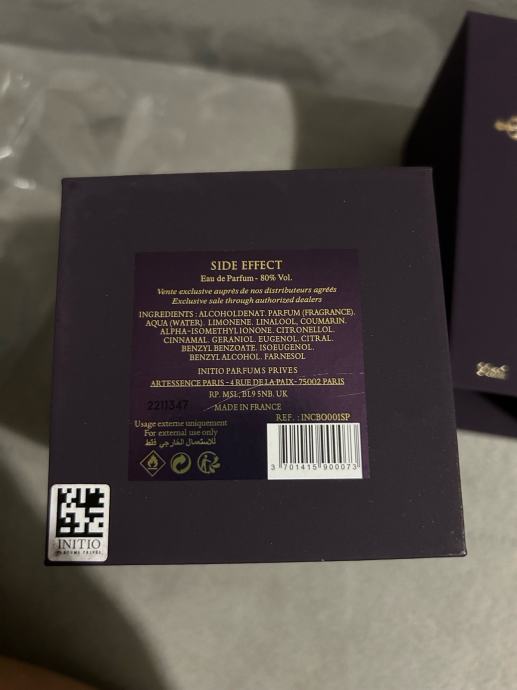 SIDE EFFECT
Eau de Parfum - 80% Vol.
Vente exclusive auprès de nos distributeurs agréés
Exclusive sale through authorized dealers
INGREDIENTS : ALCOHOLDENAT. PARFUM (FRAGRANCE).
AQUA (WATER). LIMONENE. LINALOOL. COUMARIN.
ALPHA-ISOMETHYL IONONE. CITRONELLOL.
CINNAMAL. GERANIOL. EUGENOL. CITRAL.
BENZYL BENZOATE. ISOEUGENOL.
BENZYL ALCOHOL. FARNESOL
INITIO PARFUMS PRIVES
ARTESSENCE PARIS - 4 RUE DE LA PAIX - 75002 PARIS
RP. MSL, BL9 5NB. UK
2211347 MADE IN FRANCE
REF. : INCBO001SP
Usage externe uniquement
For external use only
للاستعمال الخارجي فقط
3 701415 900073
INITIO
PARFUMS PRIVÉS